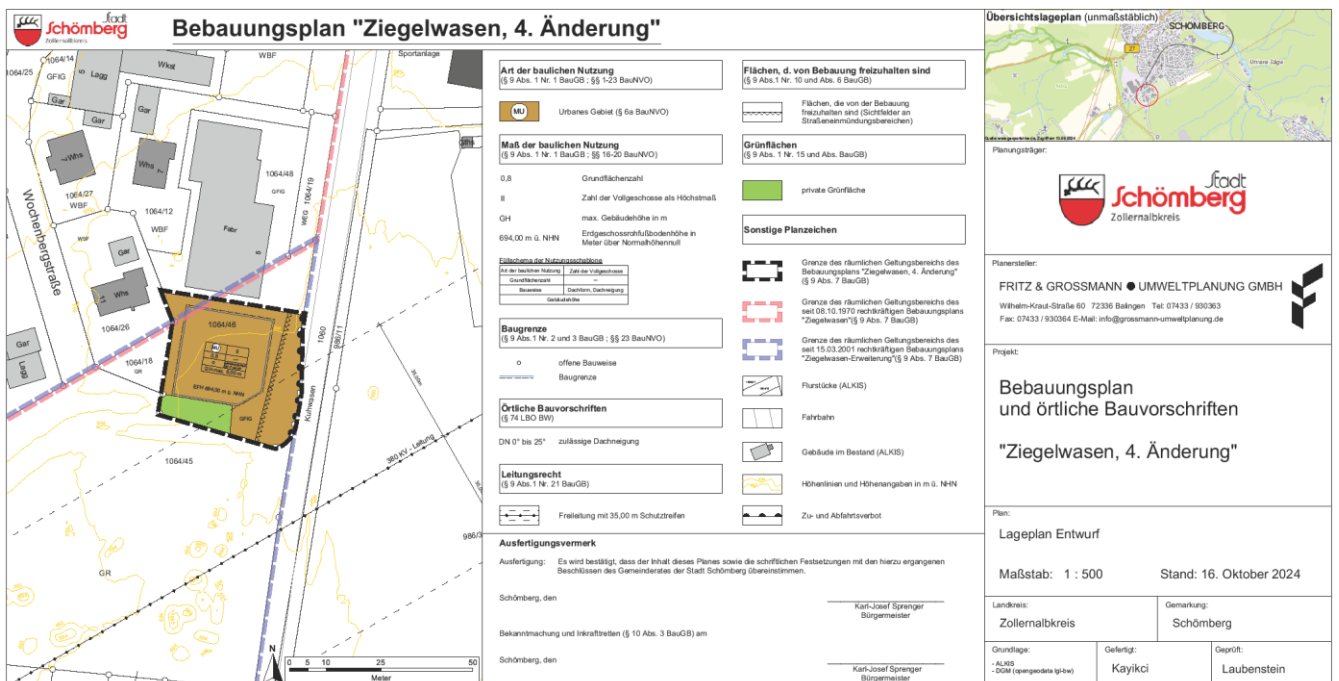 Stadt
Schömberg
Zollernalbkreis
Bebauungsplan "Ziegelwasen, 4. Änderung"
1064/25
1064/14
GFIG
5
Lagg
Wkst
WBF
Sportanlage
Gar
Gar
Gar
Whs
Whs
7
1064/48
GFIG
1064/19
WEG
1064/27
WBF
1064/12
WBF
Fabr
Wochenbergstraße
WBF
Gar
Whs
1064/26
Gar
Lagg
1064/18
GR
1064/46
MU
EFH 694,00 m ü. NHN
GFIG
1060
986/11
Kuhwasen
1064/45
380 KV - Leitung
35,00m
GR
N
0 5 10 25 50
Meter
Art der baulichen Nutzung
(§ 9 Abs. 1 Nr. 1 BauGB ; §§ 1-23 BauNVO)
MU
Urbanes Gebiet (§ 6a BauNVO)
Maß der baulichen Nutzung
(§ 9 Abs. 1 Nr. 1 BauGB ; §§ 16-20 BauNVO)
0,8 Grundflächenzahl
II Zahl der Vollgeschosse als Höchstmaß
GH max. Gebäudehöhe in m
694,00 m ü. NHN Erdgeschossrohfußbodenhöhe in
Meter über Normalhöhennull
Füllschema der Nutzungsschablone
Art der baulichen Nutzung Zahl der Vollgeschosse
Grundflächenzahl —
Bauweise Dachform, Dachneigung
Gebäudehöhe
Baugrenze
(§ 9 Abs. 1 Nr. 2 und 3 BauGB ; §§ 23 BauNVO)
o offene Bauweise
Baugrenze
Örtliche Bauvorschriften
(§ 74 LBO BW)
DN 0° bis 25° zulässige Dachneigung
Leitungsrecht
(§ 9 Abs.1 Nr. 21 BauGB)
Freileitung mit 35,00 m Schutzstreifen
Flächen, d. von Bebauung freizuhalten sind
(§ 9 Abs. 1 Nr. 10 und Abs. 6 BauGB)
Flächen, die von der Bebauung
freizuhalten sind (Sichtfelder an
Straßeneinmündungsbereichen)
Grünflächen
(§ 9 Abs. 1 Nr. 15 und Abs. BauGB)
private Grünfläche
Sonstige Planzeichen
Grenze des räumlichen Geltungsbereichs des
Bebauungsplans "Ziegelwasen, 4. Änderung"
(§ 9 Abs. 7 BauGB)
Grenze des räumlichen Geltungsbereichs des
seit 08.10.1970 rechtkräftigen Bebauungsplans
"Ziegelwasen"(§ 9 Abs. 7 BauGB)
Grenze des räumlichen Geltungsbereichs des
seit 15.03.2001 rechtkräftigen Bebauungsplans
"Ziegelwasen-Erweiterung"(§ 9 Abs. 7 BauGB)
Flurstücke (ALKIS)
Fahrbahn
Gebäude im Bestand (ALKIS)
Höhenlinien und Höhenangaben in m ü. NHN
Zu- und Abfahrtsverbot
Ausfertigungsvermerk
Ausfertigung: Es wird bestätigt, dass der Inhalt dieses Planes sowie die schriftlichen Festsetzungen mit den hierzu ergangenen
Beschlüssen des Gemeinderates der Stadt Schömberg übereinstimmen.
Schömberg, den
Karl-Josef Sprenger
Bürgermeister
Bekanntmachung und Inkrafttreten (§ 10 Abs. 3 BauGB) am
Schömberg, den
Karl-Josef Sprenger
Bürgermeister
Übersichtslageplan (unmaßstäblich)
SCHÖMBERG
27
Planungsträger:
Stadt
Schömberg
Zollernalbkreis
Planersteller:
FRITZ & GROSSMANN ● UMWELTPLANUNG GMBH
Wilhelm-Kraut-Straße 60 72336 Balingen Tel: 07433 / 930363
Fax: 07433 / 930364 E-Mail: info@grossmann-umweltplanung.de
Projekt:
Bebauungsplan
und örtliche Bauvorschriften
"Ziegelwasen, 4. Änderung"
Plan:
Lageplan Entwurf
Maßstab: 1 : 500 Stand: 16. Oktober 2024
Landkreis:
Zollernalbkreis
Gemarkung:
Schömberg
Grundlage:
- ALKIS
- DGM (opengeodata lgl-bw)
Gefertigt:
Kayikci
Geprüft:
Laubenstein